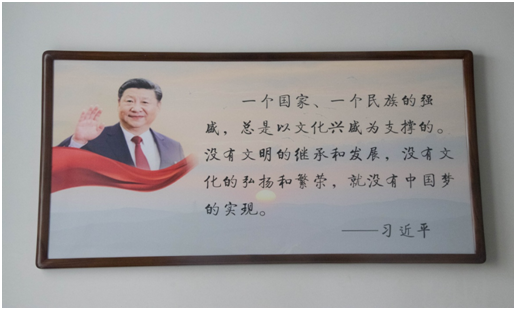 一个国家、一个民族的强
盛，总是以文化兴盛为支撑的。
没有文明的继承和发展，没有文
化的弘扬和繁荣，就没有中国梦
的实现。
——习近平